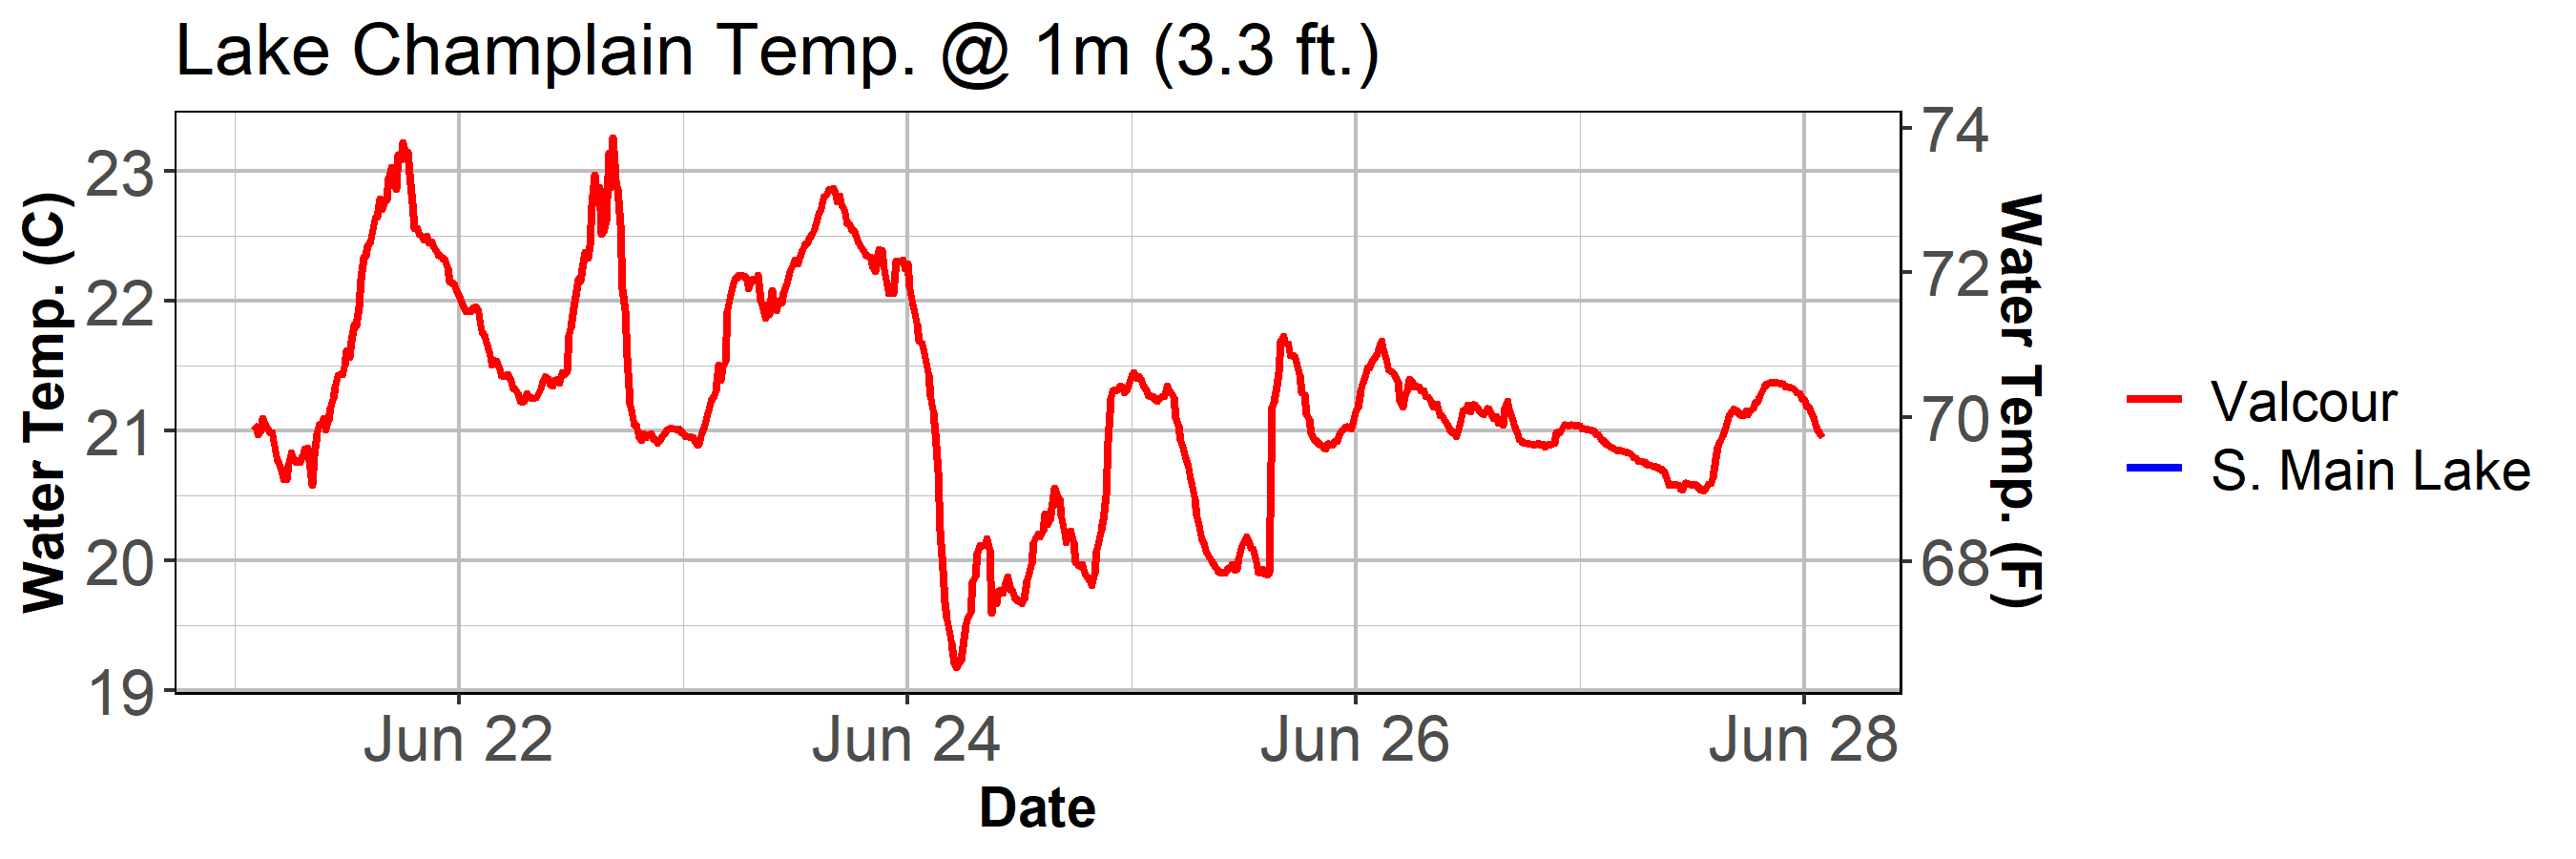 Lake Champlain Temp. @ 1m (3.3 ft.)
Water Temp. (C)
23
22
21
20
19
74
72
70
68
Water Temp. (F)
Jun 22
Jun 24
Jun 26
Jun 28
Date
Valcour
S. Main Lake